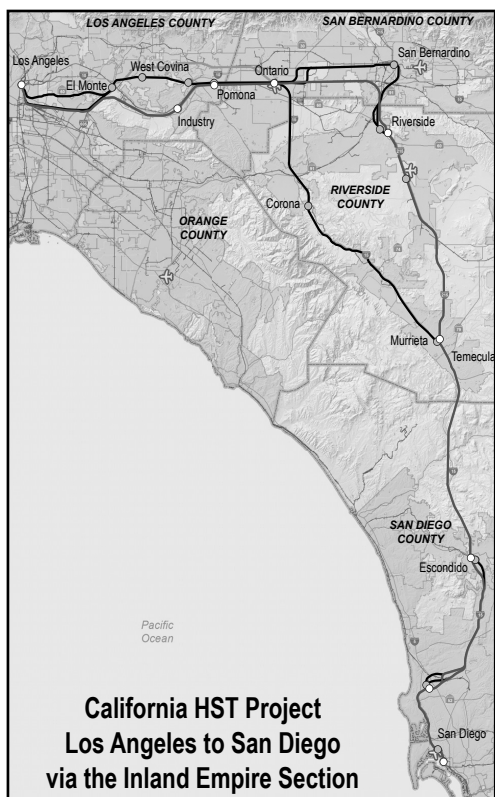 LOS ANGELES COUNTY
SAN BERNARDINO COUNTY
Los Angeles
West Covina
San Bernardino
El Monte
Ontario
Pomona
Industry
Riverside
RIVERSIDE
COUNTY
Corona
ORANGE
COUNTY
Murrieta
Temecula
SAN DIEGO
COUNTY
Escondido
Pacific
Ocean
San Diego
California HST Project
Los Angeles to San Diego
via the Inland Empire Section